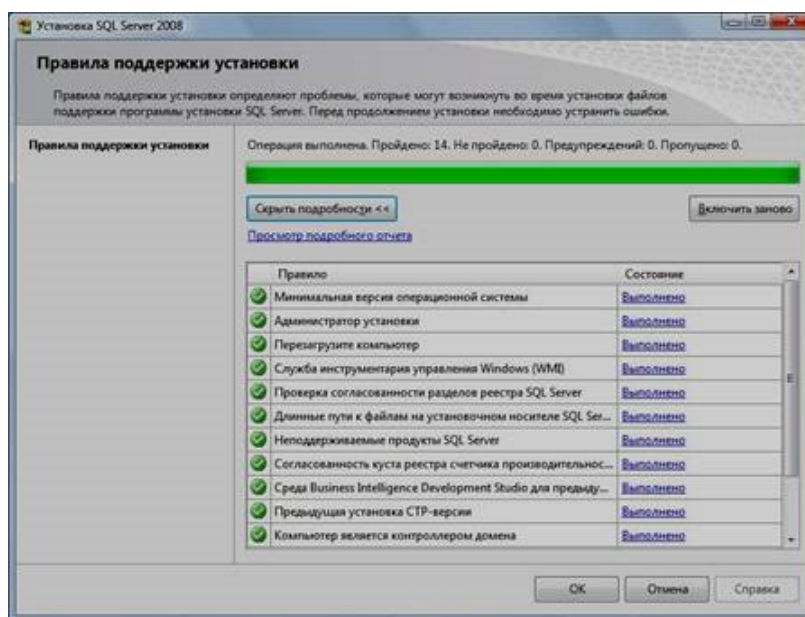 Установка SQL Server 2008
Правила поддержки установки
Правила поддержки установки определяют проблемы, которые могут возникнуть во время установки файлов
поддержки программы установки SQL Server. Перед продолжением установки необходимо устранить ошибки.
Правила поддержки установки
Операция выполнена. Пройдено: 14. Не пройдено: 0. Предупреждений: 0. Пропущено: 0.
Скрыть подробности <<
Включить заново
Просмотр подробного отчета
Правило Состояние
Минимальная версия операционной системы Выполнено
Администратор установки Выполнено
Перезагрузите компьютер Выполнено
Служба инструментария управления Windows (WMI) Выполнено
Проверка согласованности разделов реестра SQL Server Выполнено
Длинные пути к файлам на установочном носителе SQL Ser... Выполнено
Неподдерживаемые продукты SQL Server Выполнено
Согласованность куста реестра счетчика производительнос... Выполнено
Среда Business Intelligence Development Studio для предыду... Выполнено
Предыдущая установка CTP-версии Выполнено
Компьютер является контроллером домена Выполнено
OK
Отмена
Справка